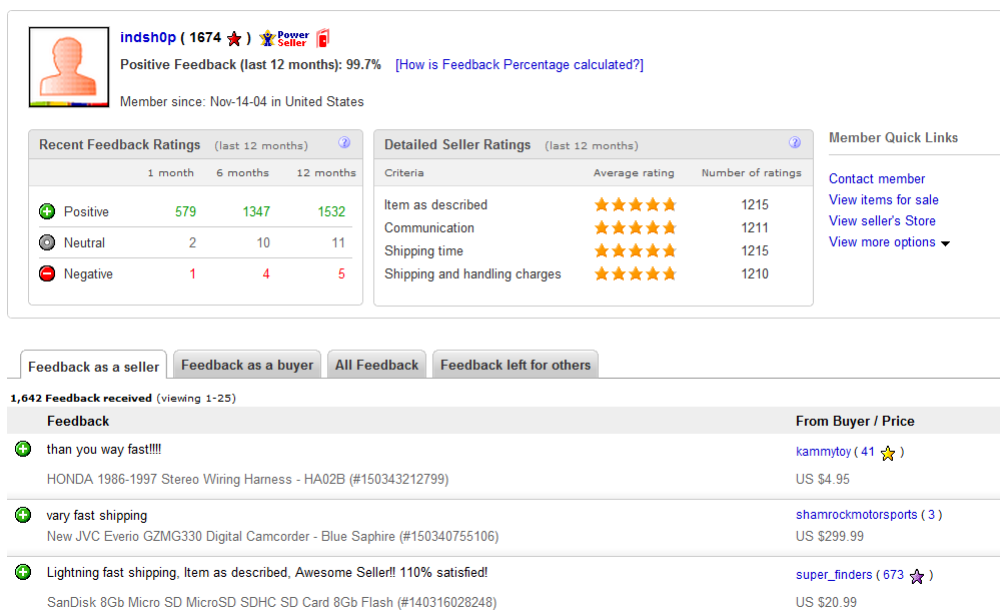 indsh0p ( 1674 ) Power Seller
Positive Feedback (last 12 months): 99.7% [How is Feedback Percentage calculated?]
Member since: Nov-14-04 in United States
Recent Feedback Ratings (last 12 months) ?
1 month 6 months 12 months
Positive 579 1347 1532
Neutral 2 10 11
Negative 1 4 5
Detailed Seller Ratings (last 12 months) ?
Criteria Average rating Number of ratings
Item as described 1215
Communication 1211
Shipping time 1215
Shipping and handling charges 1210
Member Quick Links
Contact member
View items for sale
View seller's Store
View more options
Feedback as a seller Feedback as a buyer All Feedback Feedback left for others
1,642 Feedback received (viewing 1-25)
Feedback From Buyer / Price
than you way fast!!!! kammytoy ( 41 )
HONDA 1986-1997 Stereo Wiring Harness - HA02B (#150343212799) US $4.95
vary fast shipping shamrockmotorsports ( 3 )
New JVC Everio GZMG330 Digital Camcorder - Blue Saphire (#150340755106) US $299.99
Lightning fast shipping, Item as described, Awesome Seller!! 110% satisfied! super_finders ( 673 )
SanDisk 8Gb Micro SD MicroSD SDHC SD Card 8Gb Flash (#140316028248) US $20.99